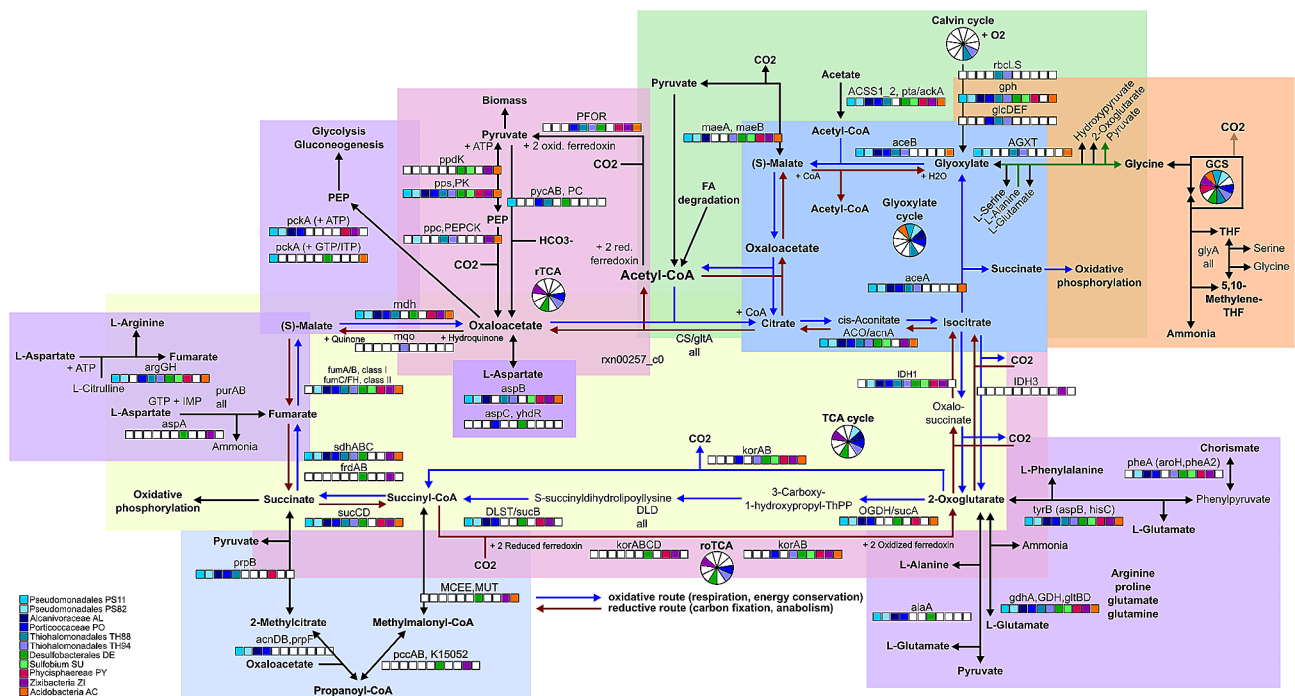 Calvin cycle
+ O2
rbcLS
gph
glcDEF
CO2
Pyruvate
Acetate
ACSS1_2, pta/ackA
maeA, maeB
Acetyl-CoA
(S)-Malate
aceB
Glyoxylate
AGXT
+ CoA
+ H2O
Acetyl-CoA
Hydroxypyruvate
2-Oxoglutarate
Pyruvate
Glycine
L-Serine
L-Alanine
L-Glutamate
CO2
GCS
THF
glyA
all
Serine
Glycine
5,10-
Methylene-
THF
Ammonia
Biomass
Pyruvate
PFOR
+ ATP
+ 2 oxid. ferredoxin
CO2
ppdK
pps,PK
pycAB, PC
PEP
ppc,PEPCK
HCO3-
CO2
+ 2 red.
ferredoxin
rTCA
Glycolysis
Gluconeogenesis
PEP
pckA (+ ATP)
pckA (+ GTP/ITP)
FA
degradation
Acetyl-CoA
Glyoxylate
cycle
Oxaloacetate
aceA
Succinate
Oxidative
phosphorylation
+ CoA
Citrate
cis-Aconitate
ACO/acnA
Isocitrate
CS/gltA
all
rxn00257_c0
mdh
(S)-Malate
Oxaloacetate
+ Quinone
+ Hydroquinone
mqo
L-Aspartate
aspB
aspC, yhdR
L-Arginine
L-Aspartate
+ ATP
Fumarate
argGH
L-Citrulline
purAB
all
GTP + IMP
L-Aspartate
aspA
Ammonia
Fumarate
fumA/B, class I
fumC/FH, class II
sdhABC
frdAB
Oxidative
phosphorylation
Succinate
sucCD
Succinyl-CoA
DLST/sucB
S-succinyldihydrolipoyllysine
DLD
all
3-Carboxy-
1-hydroxypropyl-ThPP
OGDH/sucA
2-Oxoglutarate
CO2
korAB
TCA cycle
IDH1
IDH3
Oxalo-
succinate
CO2
CO2
+ 2 Reduced ferredoxin
CO2
korABCD
roTCA
korAB
+ 2 Oxidized ferredoxin
Chorismate
pheA (aroH,pheA2)
L-Phenylalanine
Phenylpyruvate
tyrB (aspB, hisC)
L-Glutamate
Ammonia
L-Alanine
alaA
L-Glutamate
Pyruvate
gdhA,GDH,gltBD
L-Glutamate
Arginine
proline
glutamate
glutamine
Pyruvate
prpB
2-Methylcitrate
acnDB,prpF
Oxaloacetate
Propanoyl-CoA
MCEE,MUT
Methylmalonyl-CoA
pccAB, K15052
oxidative route (respiration, energy conservation)
reductive route (carbon fixation, anabolism)
Pseudomonadales PS11
Pseudomonadales PS82
Alcanivoraceae AL
Porticoccaceae PO
Thiohalomonadales TH88
Thiohalomonadales TH94
Desulfobacterales DE
Sulfobium SU
Phycisphaereae PY
Zixibacteria ZI
Acidobacteria AC